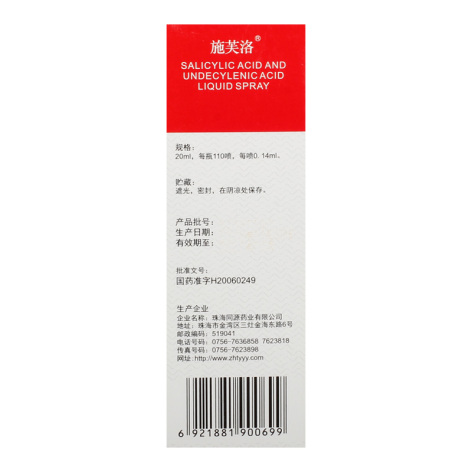 施芙洛®
SALICYLIC ACID AND
UNDECYLENIC ACID
LIQUID SPRAY
规格：
20ml，每瓶110喷，每喷0.14ml。
贮藏：
遮光，密封，在阴凉处保存。
产品批号：
生产日期：
有效期至：
批准文号：
国药准字H20060249
生产企业
企业名称：珠海同源药业有限公司
地址：珠海市金湾区三灶金海东路6号
邮政编码：519041
电话号码：0756-7636858 7623818
传真号码：0756-7623898
网址:http://www.zhtyyy.com
6 921881 900699